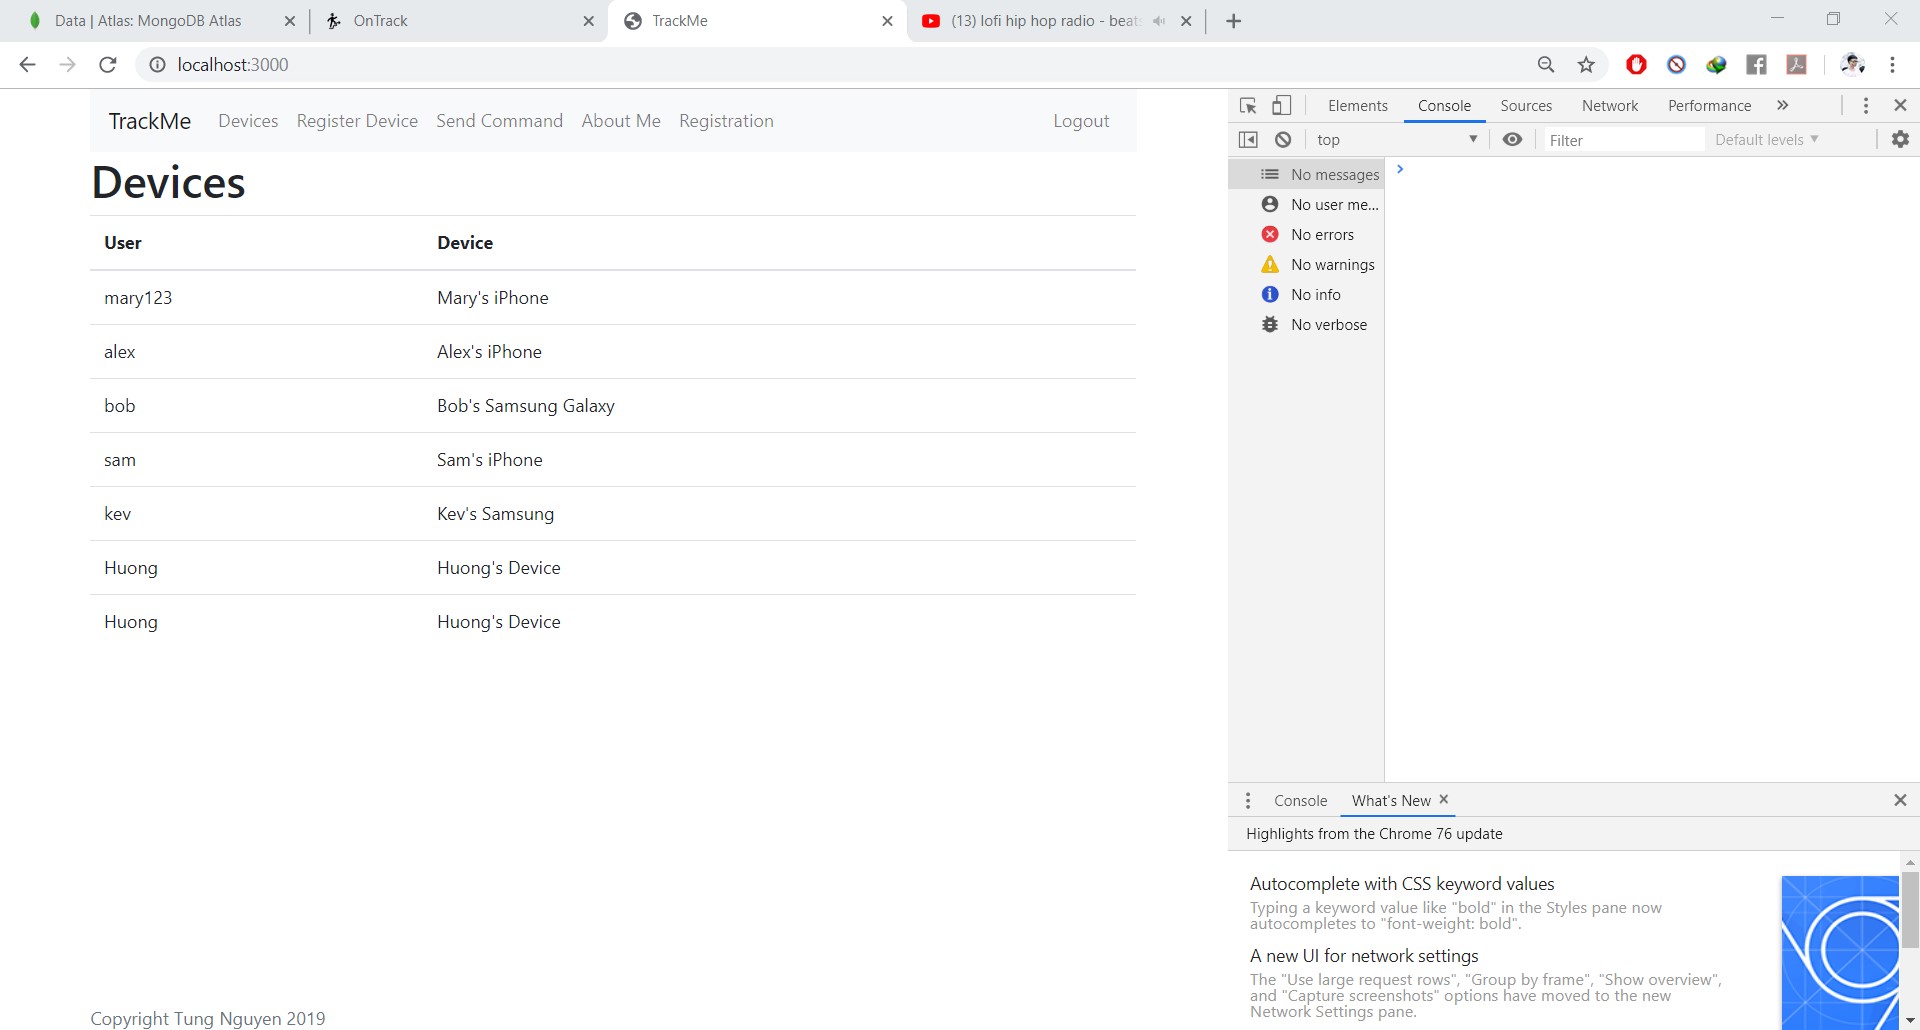 Data | Atlas: MongoDB Atlas
OnTrack
TrackMe
(13) lofi hip hop radio - beats
localhost:3000
TrackMe Devices Register Device Send Command About Me Registration Logout
Devices
User Device
mary123 Mary's iPhone
alex Alex's iPhone
bob Bob's Samsung Galaxy
sam Sam's iPhone
kev Kev's Samsung
Huong Huong's Device
Huong Huong's Device
Copyright Tung Nguyen 2019
Elements Console Sources Network Performance
top Filter Default levels
No messages
No user me...
No errors
No warnings
No info
No verbose
Console What's New
Highlights from the Chrome 76 update
Autocomplete with CSS keyword values
Typing a keyword value like "bold" in the Styles pane now
autocompletes to "font-weight: bold".
A new UI for network settings
The "Use large request rows", "Group by frame", "Show overview",
and "Capture screenshots" options have moved to the new
Network Settings pane.